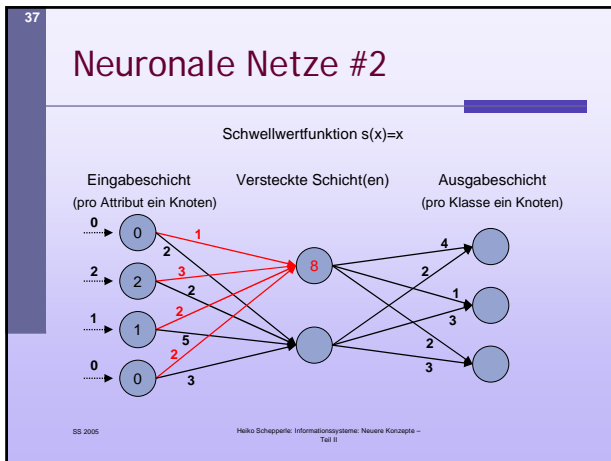 37
Neuronale Netze #2
Schwellwertfunktion s(x)=x
Eingabeschicht Versteckte Schicht(en) Ausgabeschicht
(pro Attribut ein Knoten) (pro Klasse ein Knoten)
0 0 1 4
2 2
2 2 3 8
2 1
1 1 2 3
5 2
2 3
0 0 3
SS 2005 Heiko Schepperle: Informationssysteme: Neuere Konzepte –
Teil II